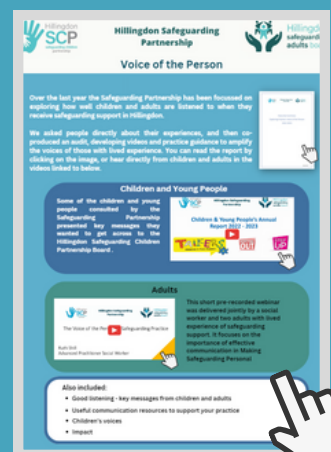 Hillingdon
SCP
Hillingdon Safeguarding
Partnership
Hillingd
safeguardi
adults bo
Voice of the Person
Over the last year the Safeguarding Partnership has been focussed on
exploring how well children and adults are listened to when they
receive safeguarding support in Hillingdon.
We asked people directly about their experiences, and then co-
produced an audit, developing videos and practice guidance to amplify
the voices of those with lived experience. You can read the report by
clicking on the image, or hear directly from children and adults in the
videos linked to below.
Children and Young People
Some of the children and young
people consulted by the
Safeguarding Partnership
presented key messages they
wanted to get across to the
Hillingdon Safeguarding Children
Partnership Board .
Children & Young People's Annual
Report 2022 - 2023
OUT
UP
Adults
The Voice of the Per Safeguarding Practice
Advanced Practitioner Social Worker
This short pre-recorded webinar
was delivered jointly by a social
worker and two adults with lived
experience of safeguarding
support. It focuses on the
importance of effective
communication in Making
Safeguarding Personal
Also included:
• Good listening - key messages from children and adults
• Useful communication resources to support your practice
• Children's voices
• Impact